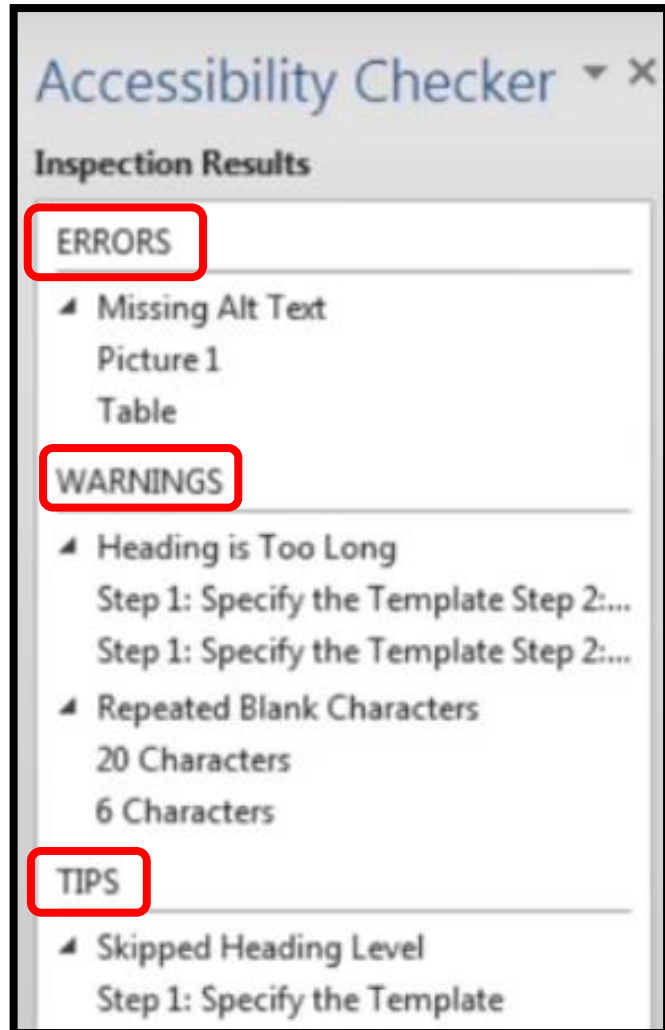 Accessibility Checker
Inspection Results
ERRORS
Missing Alt Text
Picture 1
Table
WARNINGS
Heading is Too Long
Step 1: Specify the Template Step 2:...
Step 1: Specify the Template Step 2:...
Repeated Blank Characters
20 Characters
6 Characters
TIPS
Skipped Heading Level
Step 1: Specify the Template